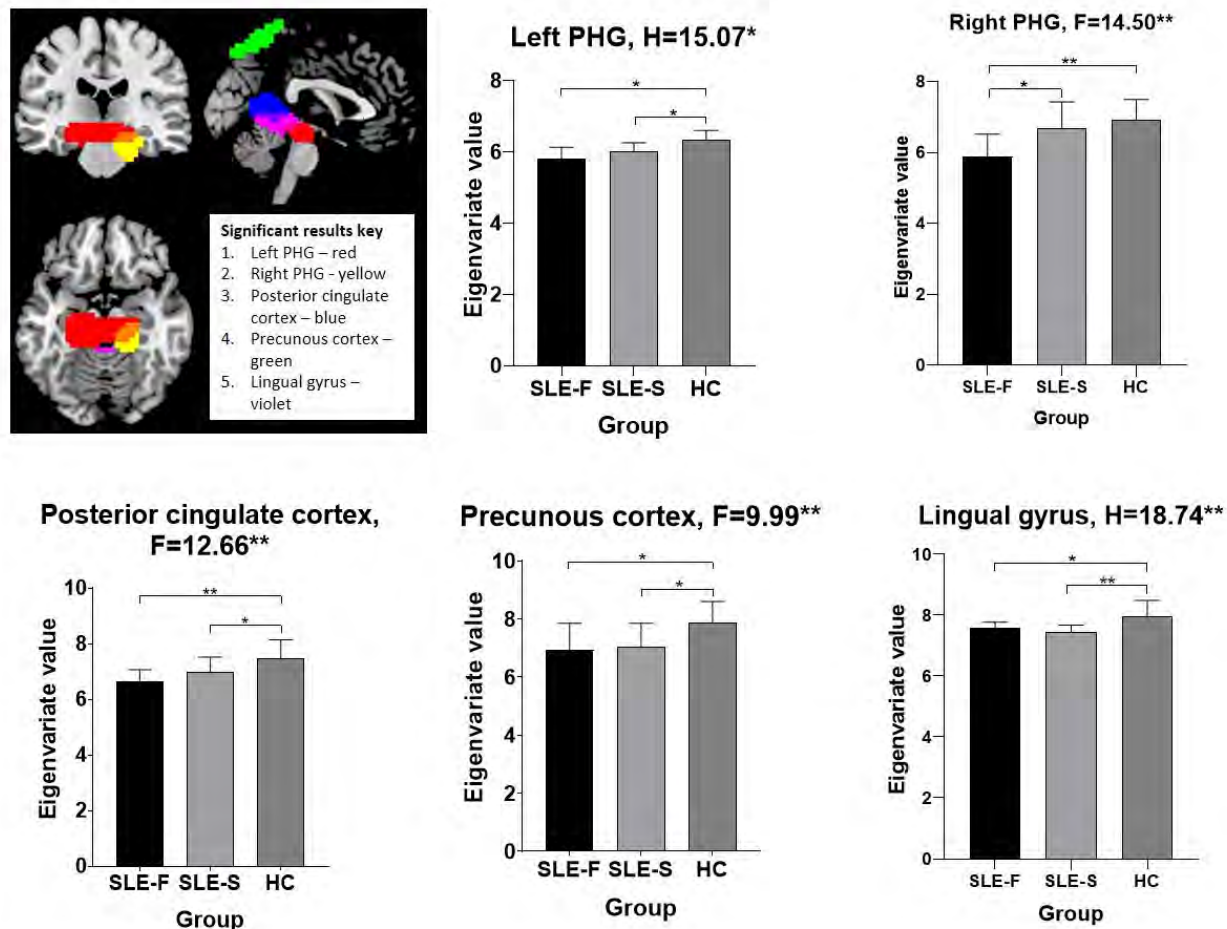 Significant results key
1. Left PHG – red
2. Right PHG - yellow
3. Posterior cingulate
cortex – blue
4. Precunous cortex –
green
5. Lingual gyrus –
violet
Left PHG, H=15.07*
Eigenvariate value
8
6
4
2
0
*
*
SLE-F SLE-S HC
Group
Right PHG, F=14.50**
Eigenvariate value
8
6
4
2
0
**
*
SLE-F SLE-S HC
Group
Posterior cingulate cortex,
F=12.66**
Eigenvariate value
10
8
6
4
2
0
**
*
SLE-F SLE-S HC
Group
Precunous cortex, F=9.99**
Eigenvariate value
10
8
6
4
2
0
*
*
SLE-F SLE-S HC
Group
Lingual gyrus, H=18.74**
Eigenvariate value
10
8
6
4
2
0
*
**
SLE-F SLE-S HC
Group